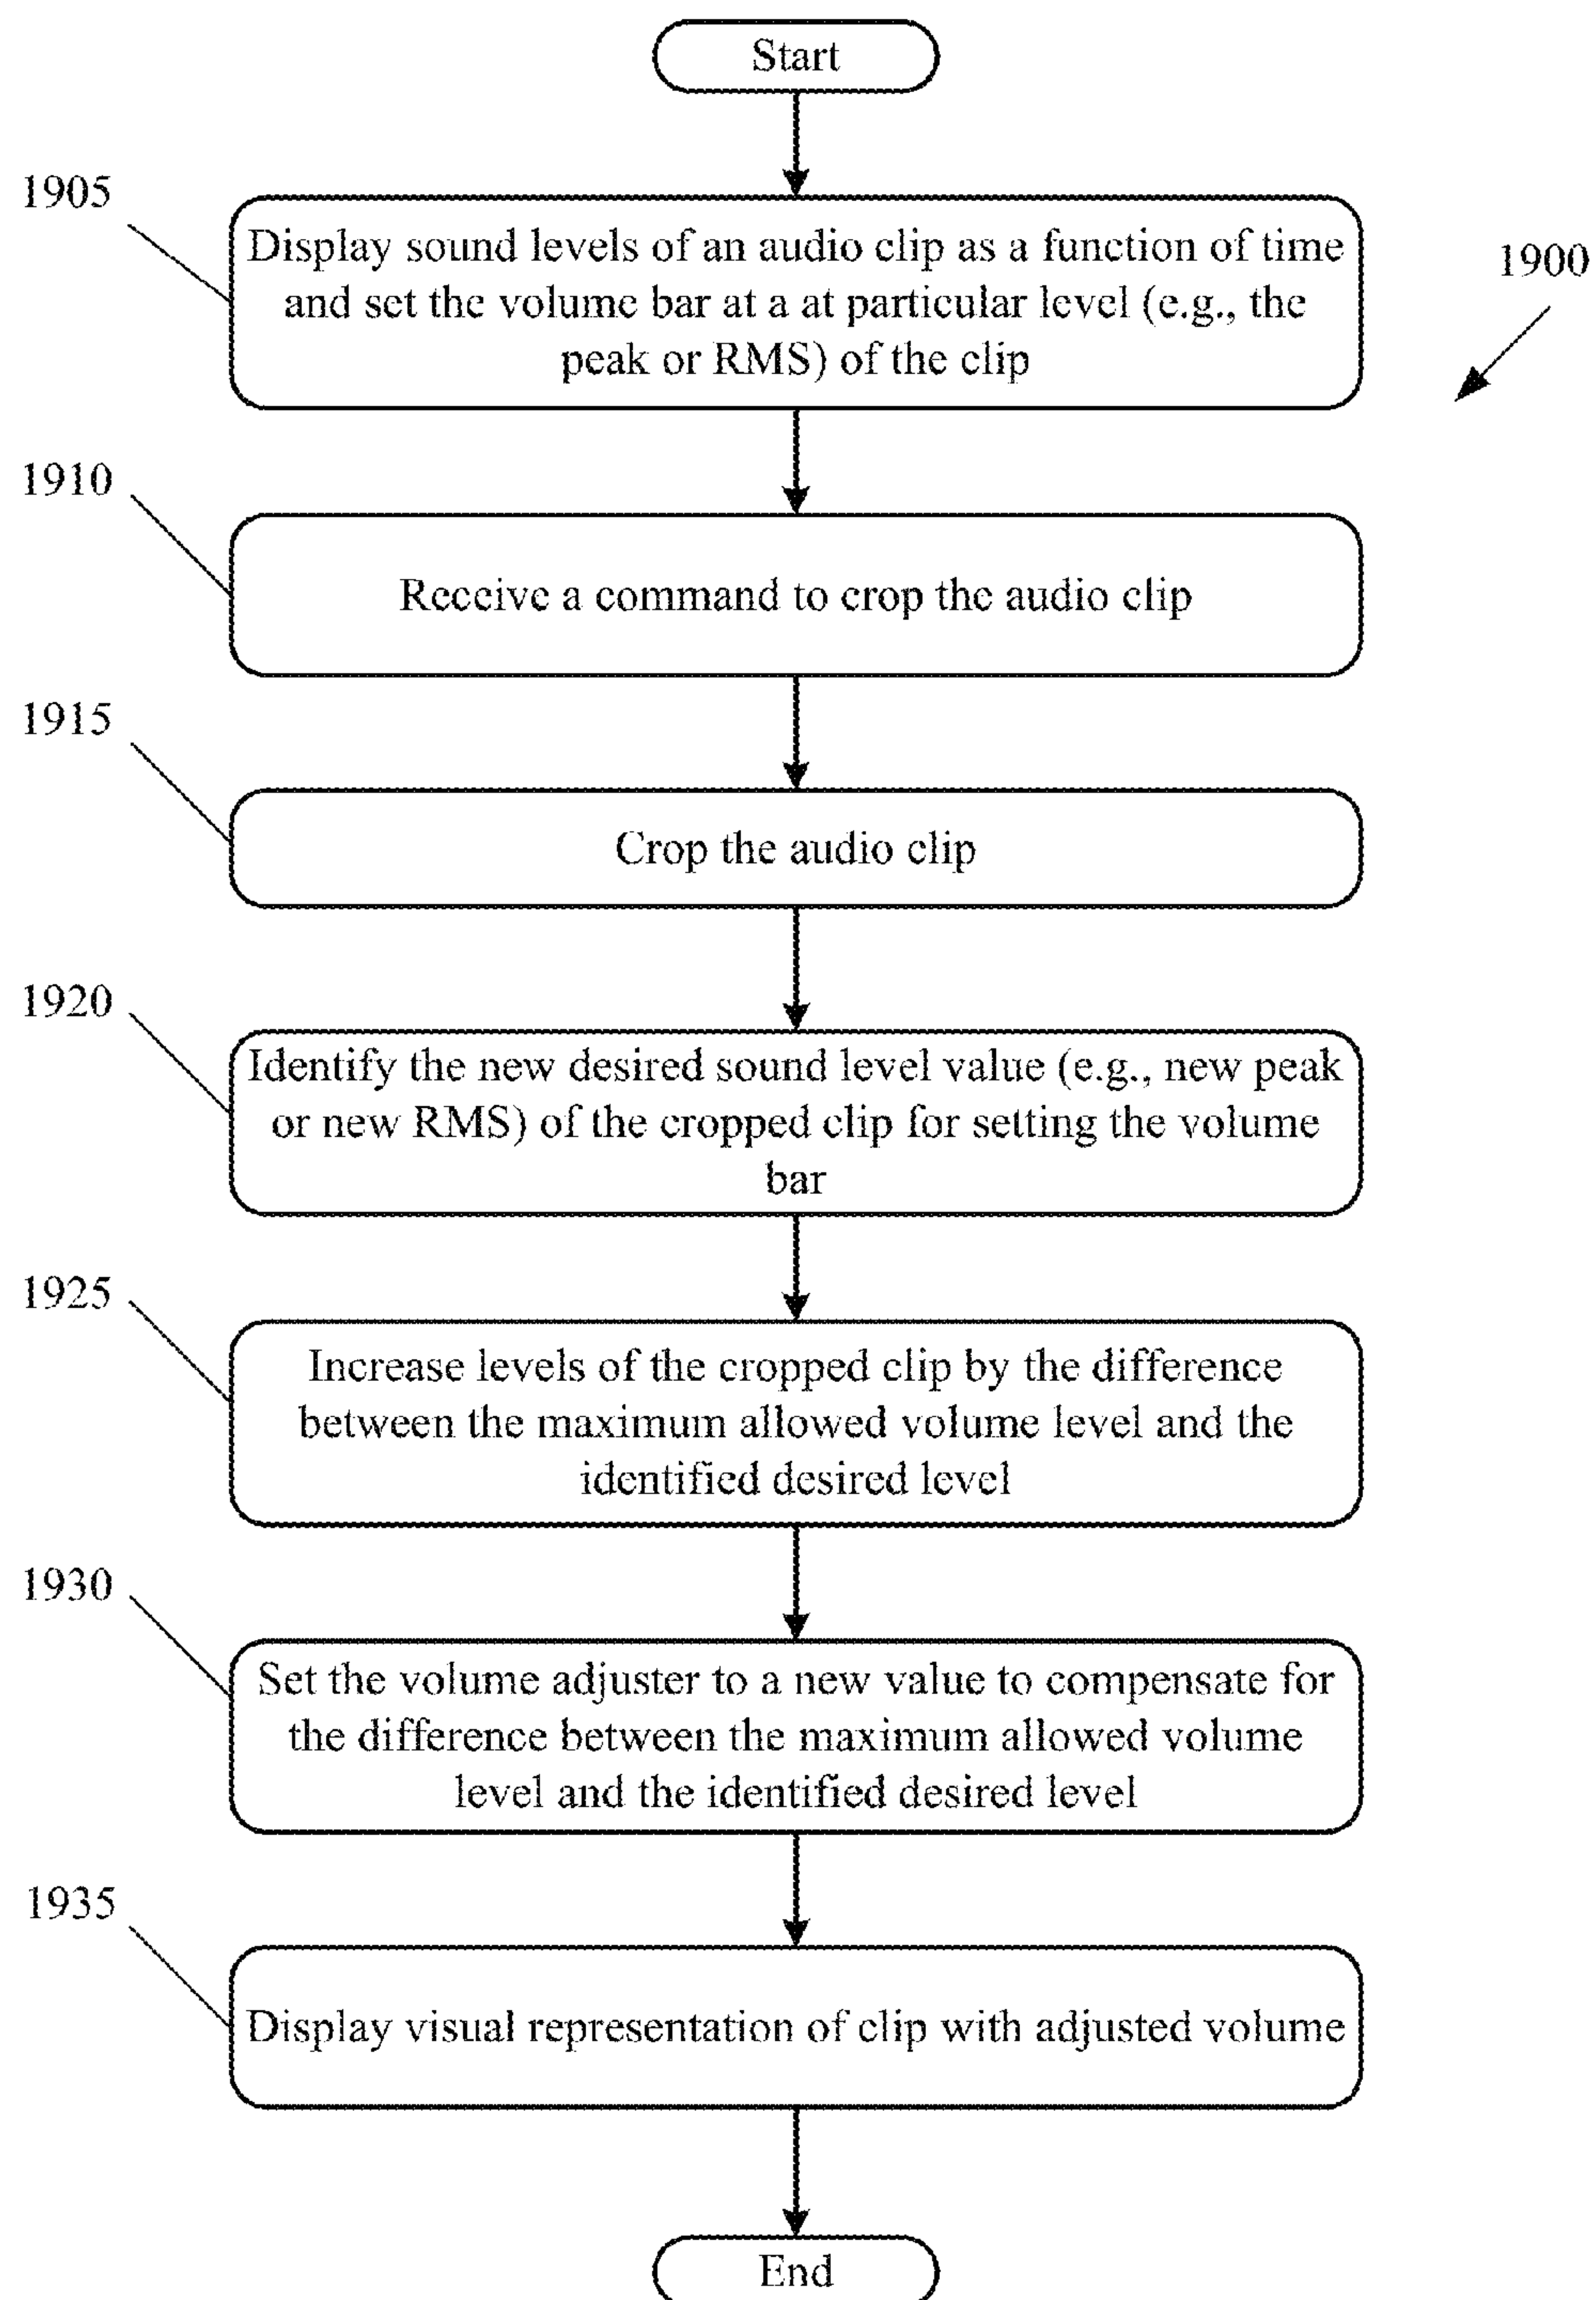 Start
1905
Display sound levels of an audio clip as a function of time
and set the volume bar at a at particular level (e.g., the
peak or RMS) of the clip
1900
1910
Receive a command to crop the audio clip
1915
Crop the audio clip
1920
Identify the new desired sound level value (e.g., new peak
or new RMS) of the cropped clip for setting the volume
bar
1925
Increase levels of the cropped clip by the difference
between the maximum allowed volume level and the
identified desired level
1930
Set the volume adjuster to a new value to compensate for
the difference between the maximum allowed volume
level and the identified desired level
1935
Display visual representation of clip with adjusted volume
End